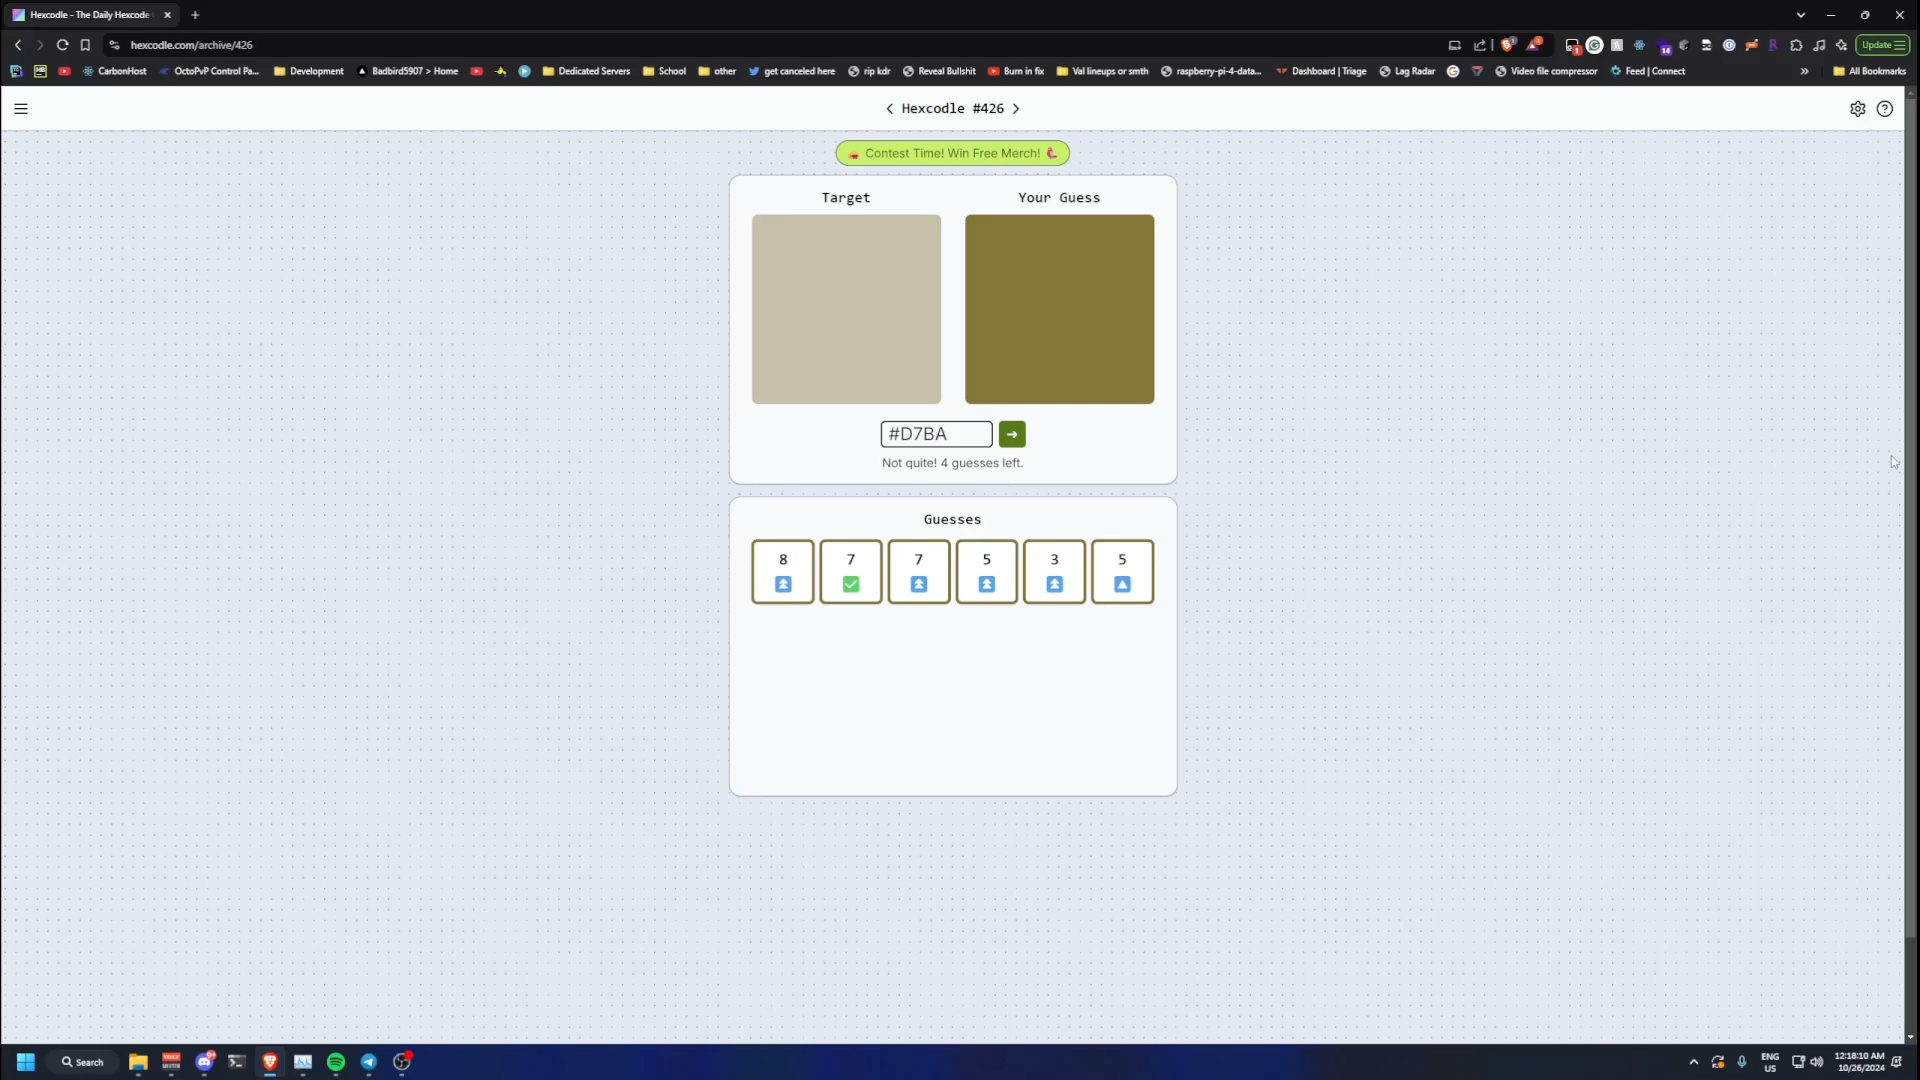 Hexcodle - The Daily Hexcode
hexcodle.com/archive/426
Update
CarbonHost
OctoPvP Control Pa...
Development
Badbird5907 > Home
Dedicated Servers
School
other
get canceled here
rip kdr
Reveal Bullshit
Burn in fix
Val lineups or smth
raspberry-pi-4-data...
Dashboard | Triage
Lag Radar
Video file compressor
Feed | Connect
All Bookmarks
Hexcodle #426
Contest Time! Win Free Merch!
Target
Your Guess
#D7BA
Not quite! 4 guesses left.
Guesses
8 7 7 5 3 5
Search
ENG
US
12:18:10 AM
10/26/2024